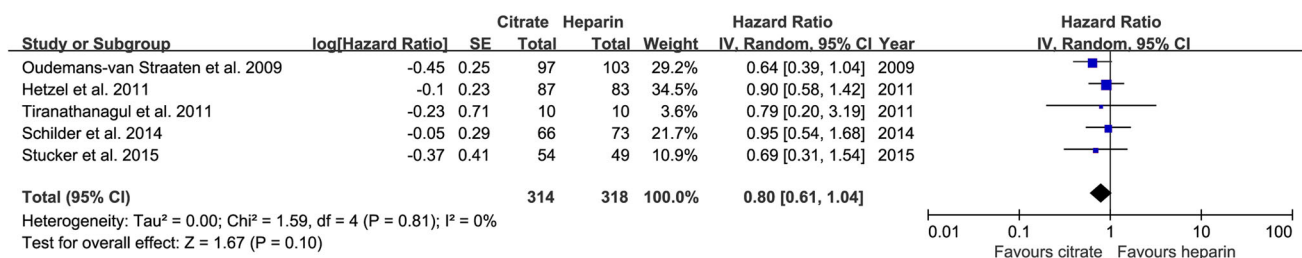 Citrate Heparin Hazard Ratio Hazard Ratio
Study or Subgroup log[Hazard Ratio] SE Total Total Weight IV, Random, 95% CI Year IV, Random, 95% CI
Oudemans-van Straaten et al. 2009 -0.45 0.25 97 103 29.2% 0.64 [0.39, 1.04] 2009
Hetzel et al. 2011 -0.1 0.23 87 83 34.5% 0.90 [0.58, 1.42] 2011
Tiranathanagul et al. 2011 -0.23 0.71 10 10 3.6% 0.79 [0.20, 3.19] 2011
Schilder et al. 2014 -0.05 0.29 66 73 21.7% 0.95 [0.54, 1.68] 2014
Stucker et al. 2015 -0.37 0.41 54 49 10.9% 0.69 [0.31, 1.54] 2015
Total (95% CI) 314 318 100.0% 0.80 [0.61, 1.04]
Heterogeneity: Tau² = 0.00; Chi² = 1.59, df = 4 (P = 0.81); I² = 0%
Test for overall effect: Z = 1.67 (P = 0.10)
0.01 0.1 1 10 100
Favours citrate Favours heparin